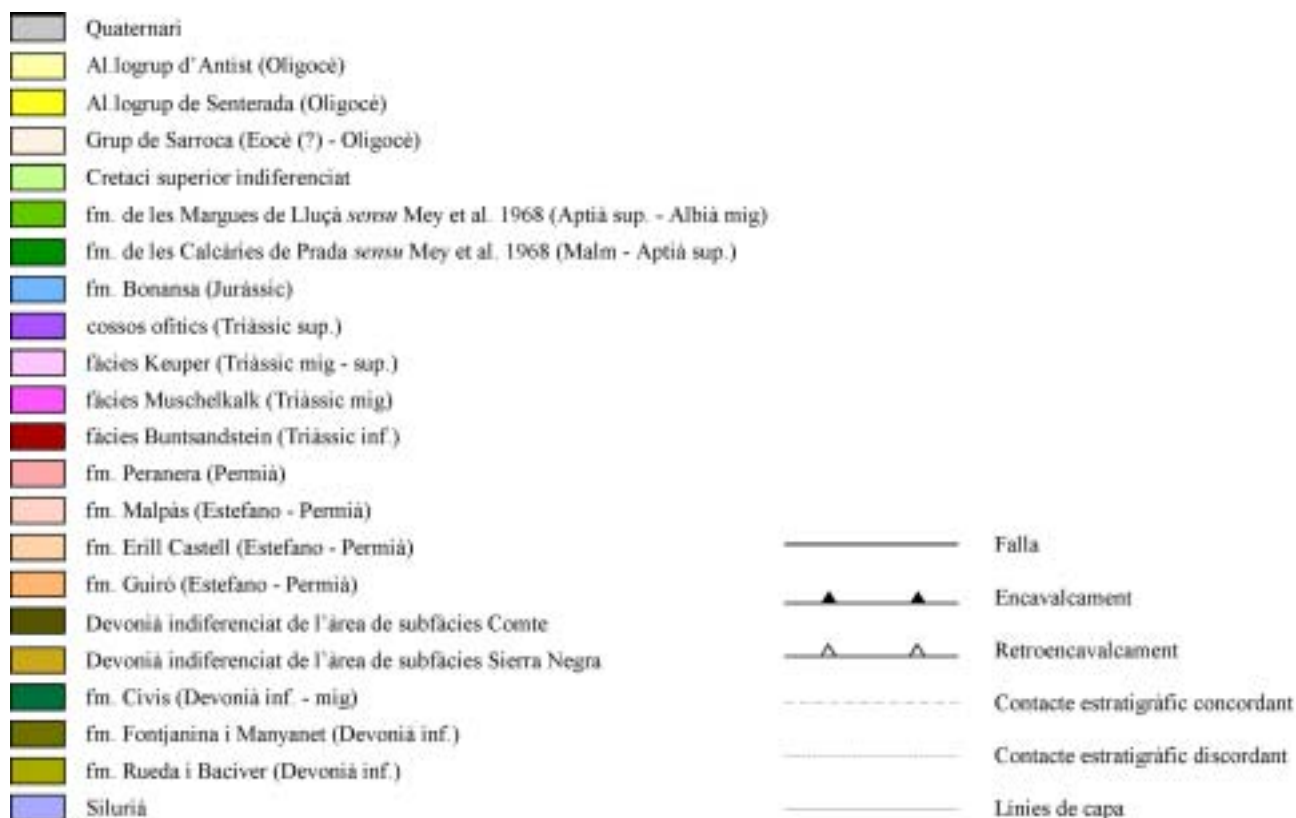 Quaternari
Al.logrup d'Antist (Oligocè)
Al.logrup de Senterada (Oligocè)
Grup de Sarroca (Eocè (?) - Oligocè)
Cretaci superior indiferenciat
fm. de les Margues de Lluçà sensu Mey et al. 1968 (Aptià sup. - Albià mig)
fm. de les Calcàries de Prada sensu Mey et al. 1968 (Malm - Aptià sup.)
fm. Bonansa (Juràssic)
cossos ofítics (Triàssic sup.)
fàcies Keuper (Triàssic mig - sup.)
fàcies Muschelkalk (Triàssic mig)
fàcies Buntsandstein (Triàssic inf.)
fm. Peranera (Permià)
fm. Malpàs (Estefano - Permià)
fm. Erill Castell (Estefano - Permià)
fm. Guiró (Estefano - Permià)
Devonià indiferenciat de l'àrea de subfàcies Comte
Devonià indiferenciat de l'àrea de subfàcies Sierra Negra
fm. Civis (Devonià inf. - mig)
fm. Fontjanina i Manyanet (Devonià inf.)
fm. Rueda i Baciver (Devonià inf.)
Silurià
Falla
Encavalcament
Retroencavalcament
Contacte estratigràfic concordant
Contacte estratigràfic discordant
Línies de capa